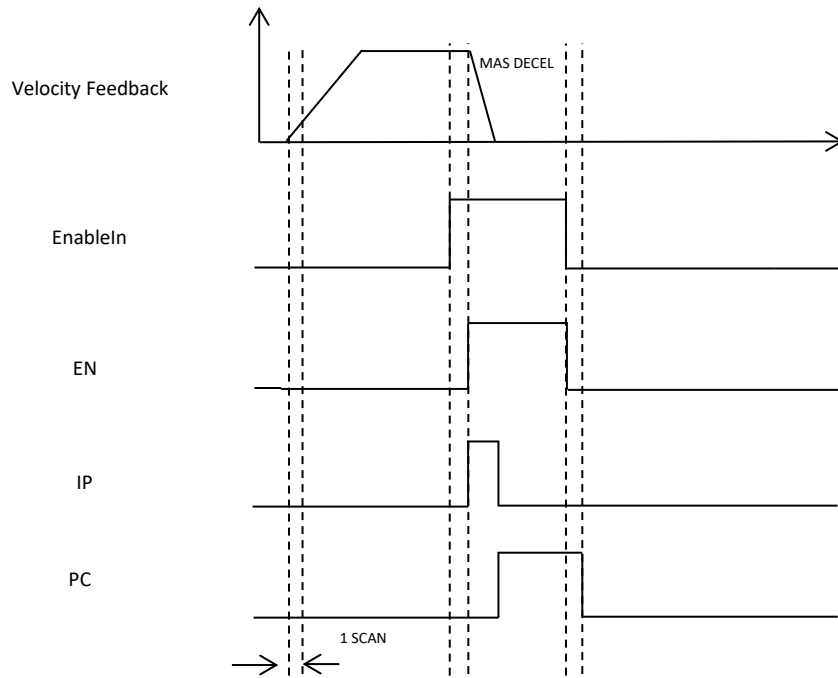 MAS DECEL
Velocity Feedback
EnableIn
EN
IP
PC
1 SCAN